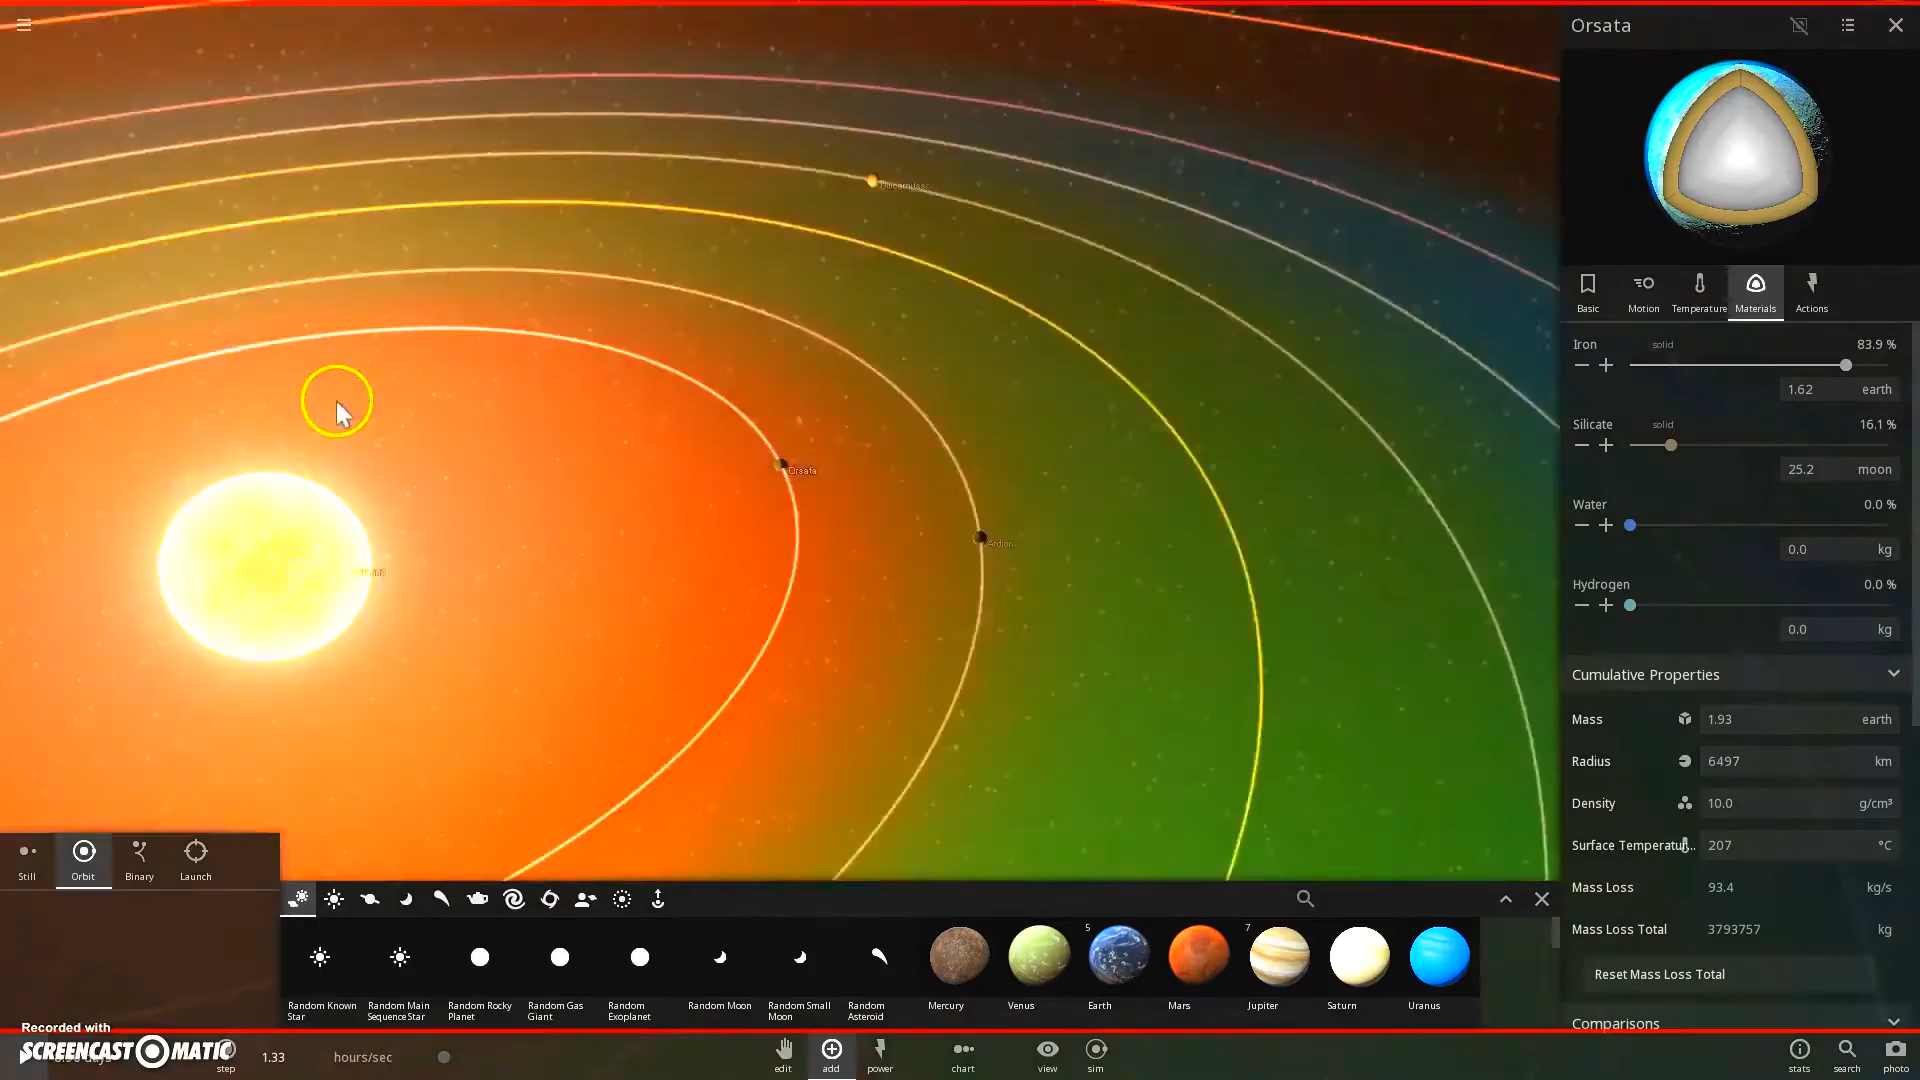 Orsata
Orsata
Ardion
Basic
Motion
Temperature
Materials
Actions
Iron solid 83.9 %
1.62 earth
Silicate solid 16.1 %
25.2 moon
Water 0.0 %
0.0 kg
Hydrogen 0.0 %
0.0 kg
Cumulative Properties
Mass 1.93 earth
Radius 6497 km
Density 10.0 g/cm³
Surface Temperatur... 207 °C
Mass Loss 93.4 kg/s
Mass Loss Total 3793757 kg
Reset Mass Loss Total
Comparisons
Still
Orbit
Binary
Launch
5
7
Random Known
Star
Random Main
Sequence Star
Random Rocky
Planet
Random Gas
Giant
Random
Exoplanet
Random Moon
Random Small
Moon
Random
Asteroid
Mercury
Venus
Earth
Mars
Jupiter
Saturn
Uranus
Recorded with
SCREENCAST MATIC
step
1.33 hours/sec
edit
add
power
chart
view
sim
stats
search
photo